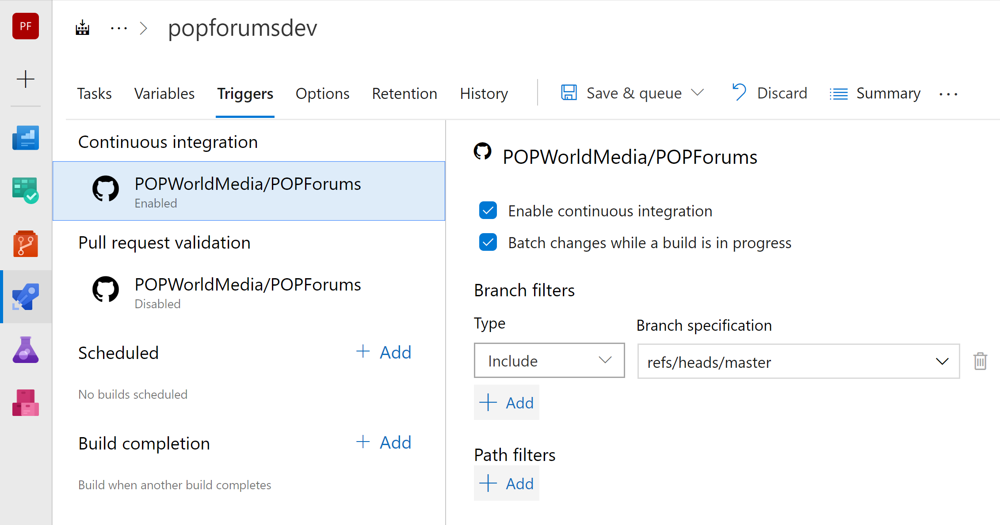 PF
popforumsdev
Tasks Variables Triggers Options Retention History Save & queue Discard Summary
Continuous integration
POPWorldMedia/POPForums
Enabled
Pull request validation
POPWorldMedia/POPForums
Disabled
Scheduled + Add
No builds scheduled
Build completion + Add
Build when another build completes
POPWorldMedia/POPForums
Enable continuous integration
Batch changes while a build is in progress
Branch filters
Type Branch specification
Include refs/heads/master
+ Add
Path filters
+ Add